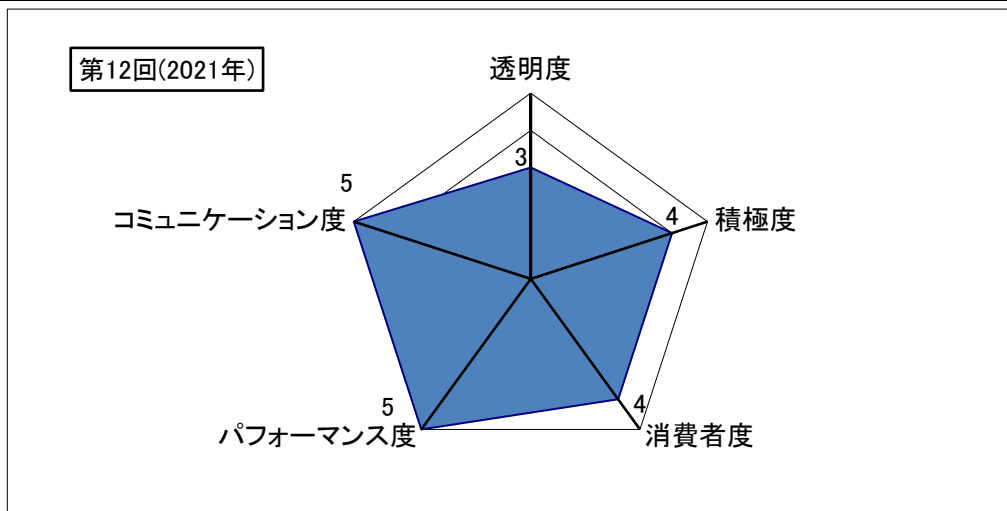 第12回(2021年)
透明度
3
4
積極度
5
コミュニケーション度
5
パフォーマンス度
4
消費者度